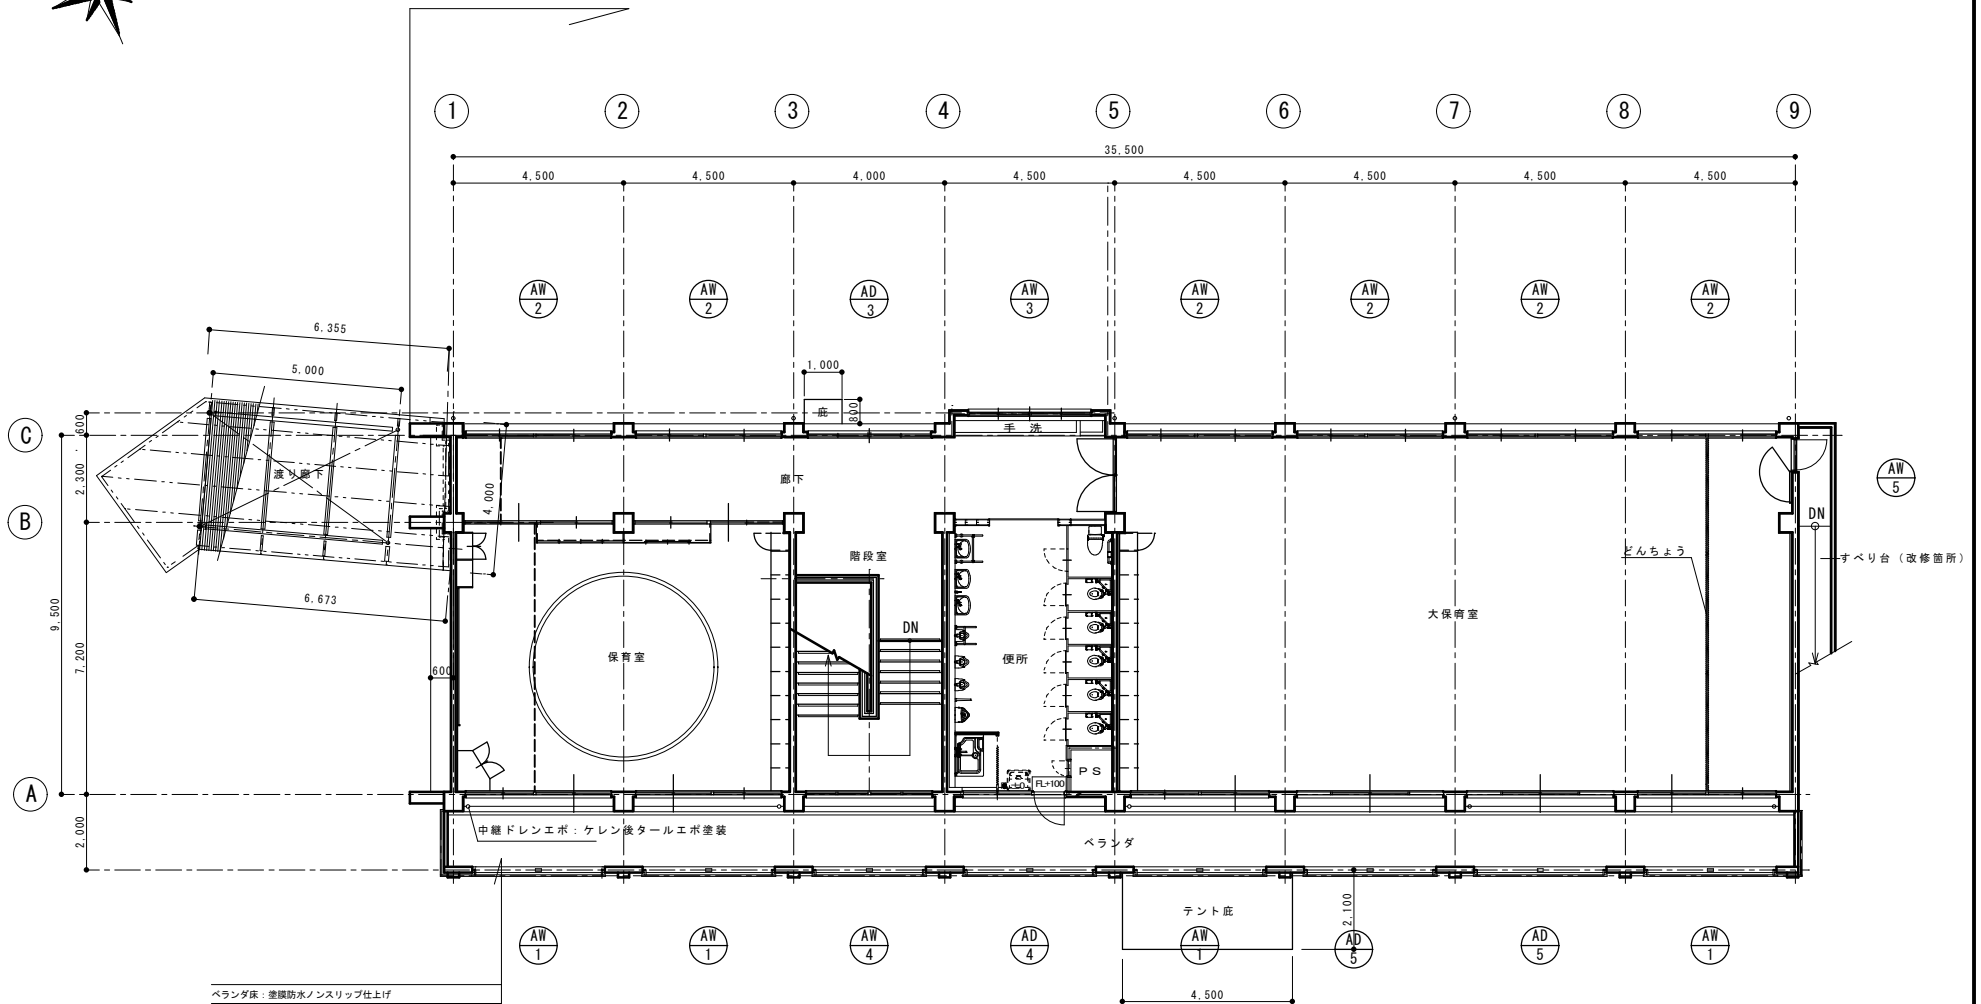 1 2 3 4 5 6 7 8 9
35,500
4,500 4,500 4,000 4,500 4,500 4,500 4,500 4,500
AW 2
AW 2
AD 3
AW 3
AW 2
AW 2
AW 2
AW 2
6,355
5,000
1,000
庇
800
600
C
手洗
2,300
渡り廊下
4,000
廊下
AW 5
B
DN
階段室
どんちょう
すべり台（改修箇所）
6,673
9,500
大保育室
DN
保育室
便所
7,200
600
PS
FL+100
A
2,000
中継ドレンエポ：ケレン後タールエポ塗装
ベランダ
テント庇
2,100
AW 1
AW 1
AW 4
AD 4
AW 1
AD 5
AD 5
AW 1
ベランダ床：塗膜防水ノンスリップ仕上げ
4,500